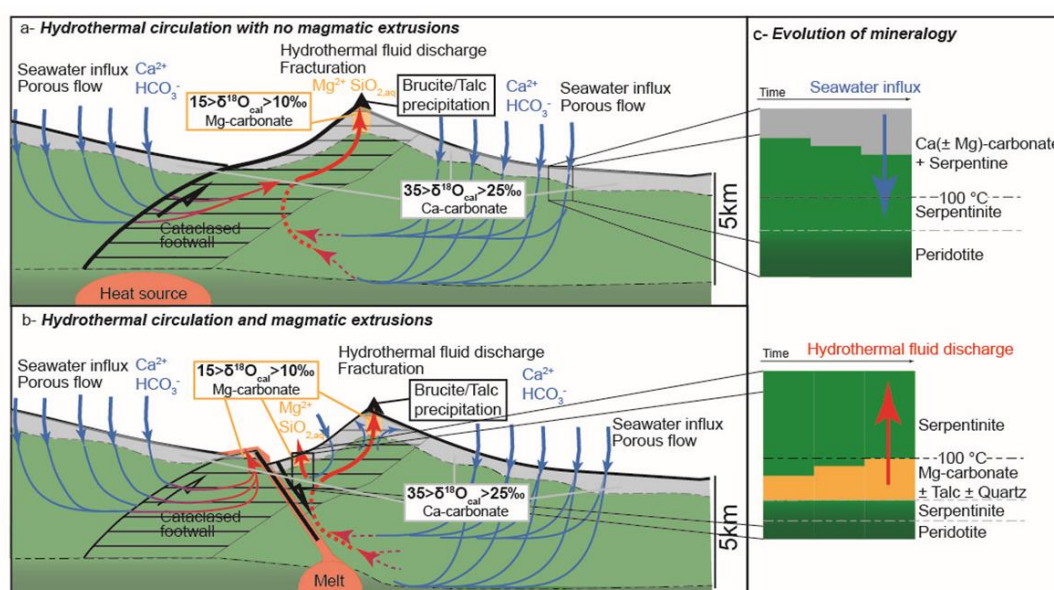 a- Hydrothermal circulation with no magmatic extrusions
Hydrothermal fluid discharge
Fracturation
Seawater influx
Porous flow
Ca2+
HCO3-
Mg2+ SiO2,aq
15>δ18Ocal>10‰
Mg-carbonate
Brucite/Talc
precipitation
Ca2+
HCO3-
Seawater influx
Porous flow
35>δ18Ocal>25‰
Ca-carbonate
Cataclased
footwall
Heat source
5km
b- Hydrothermal circulation and magmatic extrusions
Seawater influx
Porous flow
Ca2+
HCO3-
15>δ18Ocal>10‰
Mg-carbonate
Hydrothermal fluid discharge
Fracturation
Mg2+
SiO2,aq
Brucite/Talc
precipitation
Ca2+
HCO3-
Seawater influx
Porous flow
35>δ18Ocal>25‰
Ca-carbonate
Cataclased
footwall
Melt
5km
c- Evolution of mineralogy
Time
Seawater influx
Ca(± Mg)-carbonate
+ Serpentine
100 °C
Serpentinite
Peridotite
Time
Hydrothermal fluid discharge
Serpentinite
100 °C
Mg-carbonate
± Talc ± Quartz
Serpentinite
Peridotite